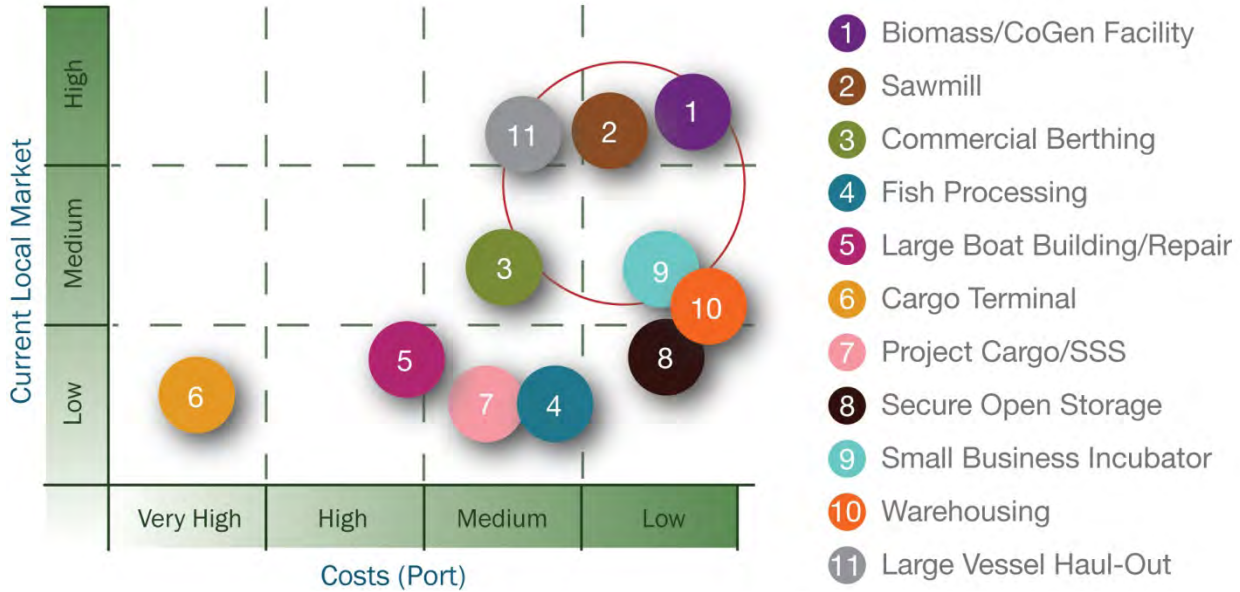 Current Local Market
High
Medium
Low
11
2
1
3
9
10
5
8
6
7
4
Very High
High
Medium
Low
Costs (Port)
1 Biomass/CoGen Facility
2 Sawmill
3 Commercial Berthing
4 Fish Processing
5 Large Boat Building/Repair
6 Cargo Terminal
7 Project Cargo/SSS
8 Secure Open Storage
9 Small Business Incubator
10 Warehousing
11 Large Vessel Haul-Out